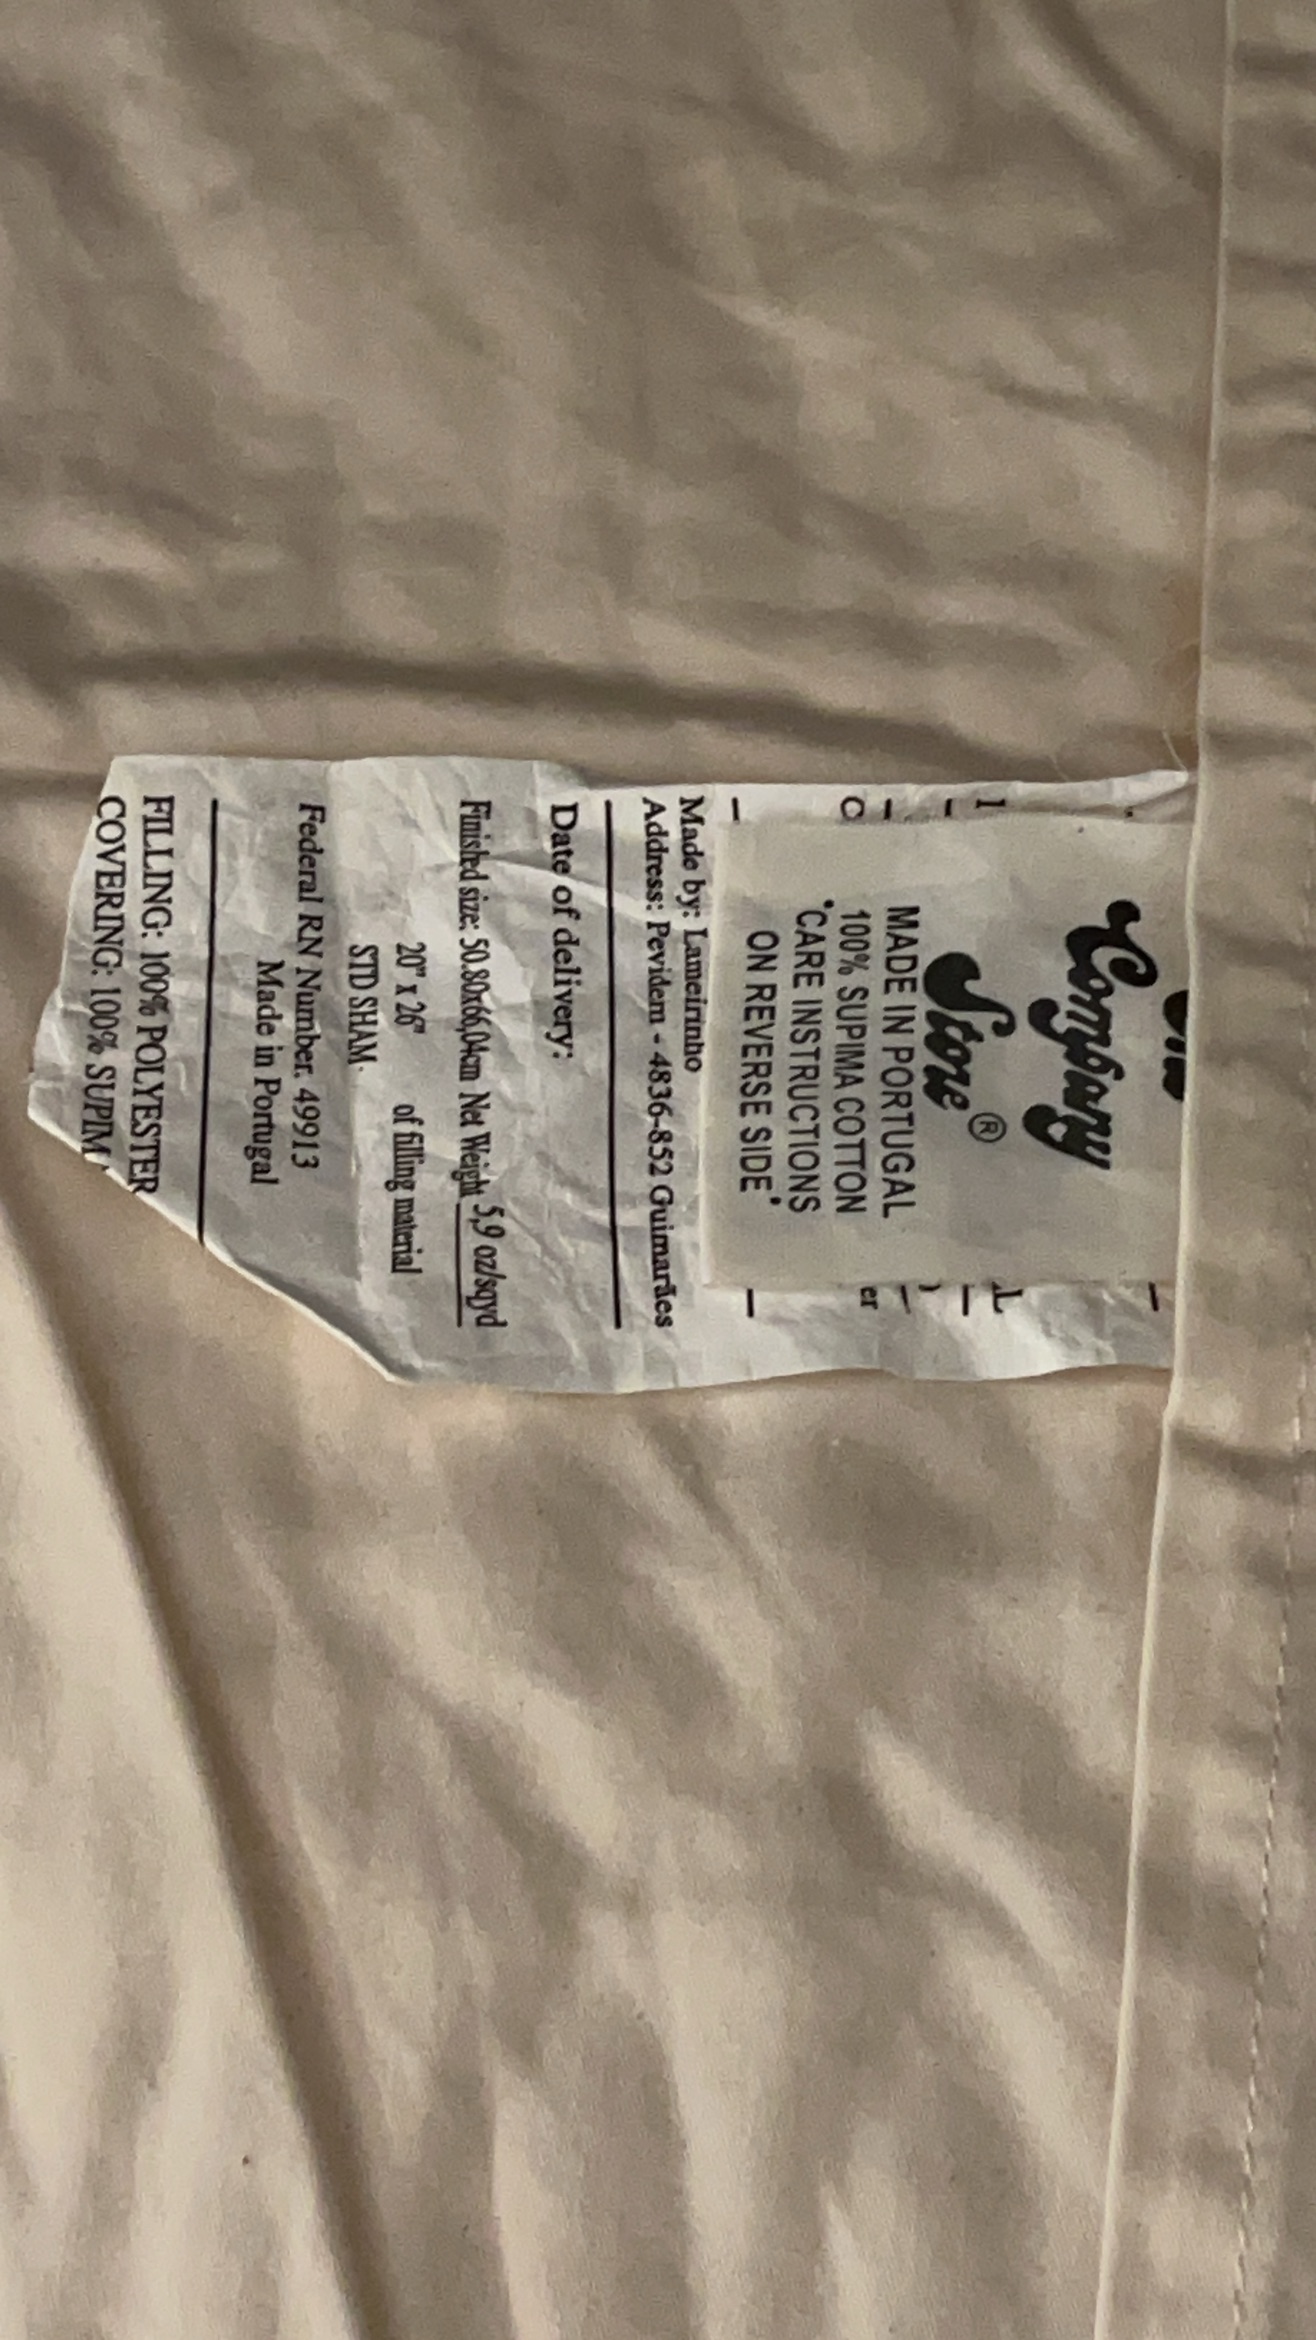 Company
Store ®
MADE IN PORTUGAL
100% SUPIMA COTTON
*CARE INSTRUCTIONS
ON REVERSE SIDE*
er
Made by: Lameirinho
Address: Pevidem - 4836-852 Guimarães
Date of delivery:
Finished size: 50.80x66,04cm Net Weight 5,9 oz/sqyd
20" x 26" of filling material
STD SHAM
Federal RN Number. 49913
Made in Portugal
FILLING: 100% POLYESTER
COVERING: 100% SUPIMA